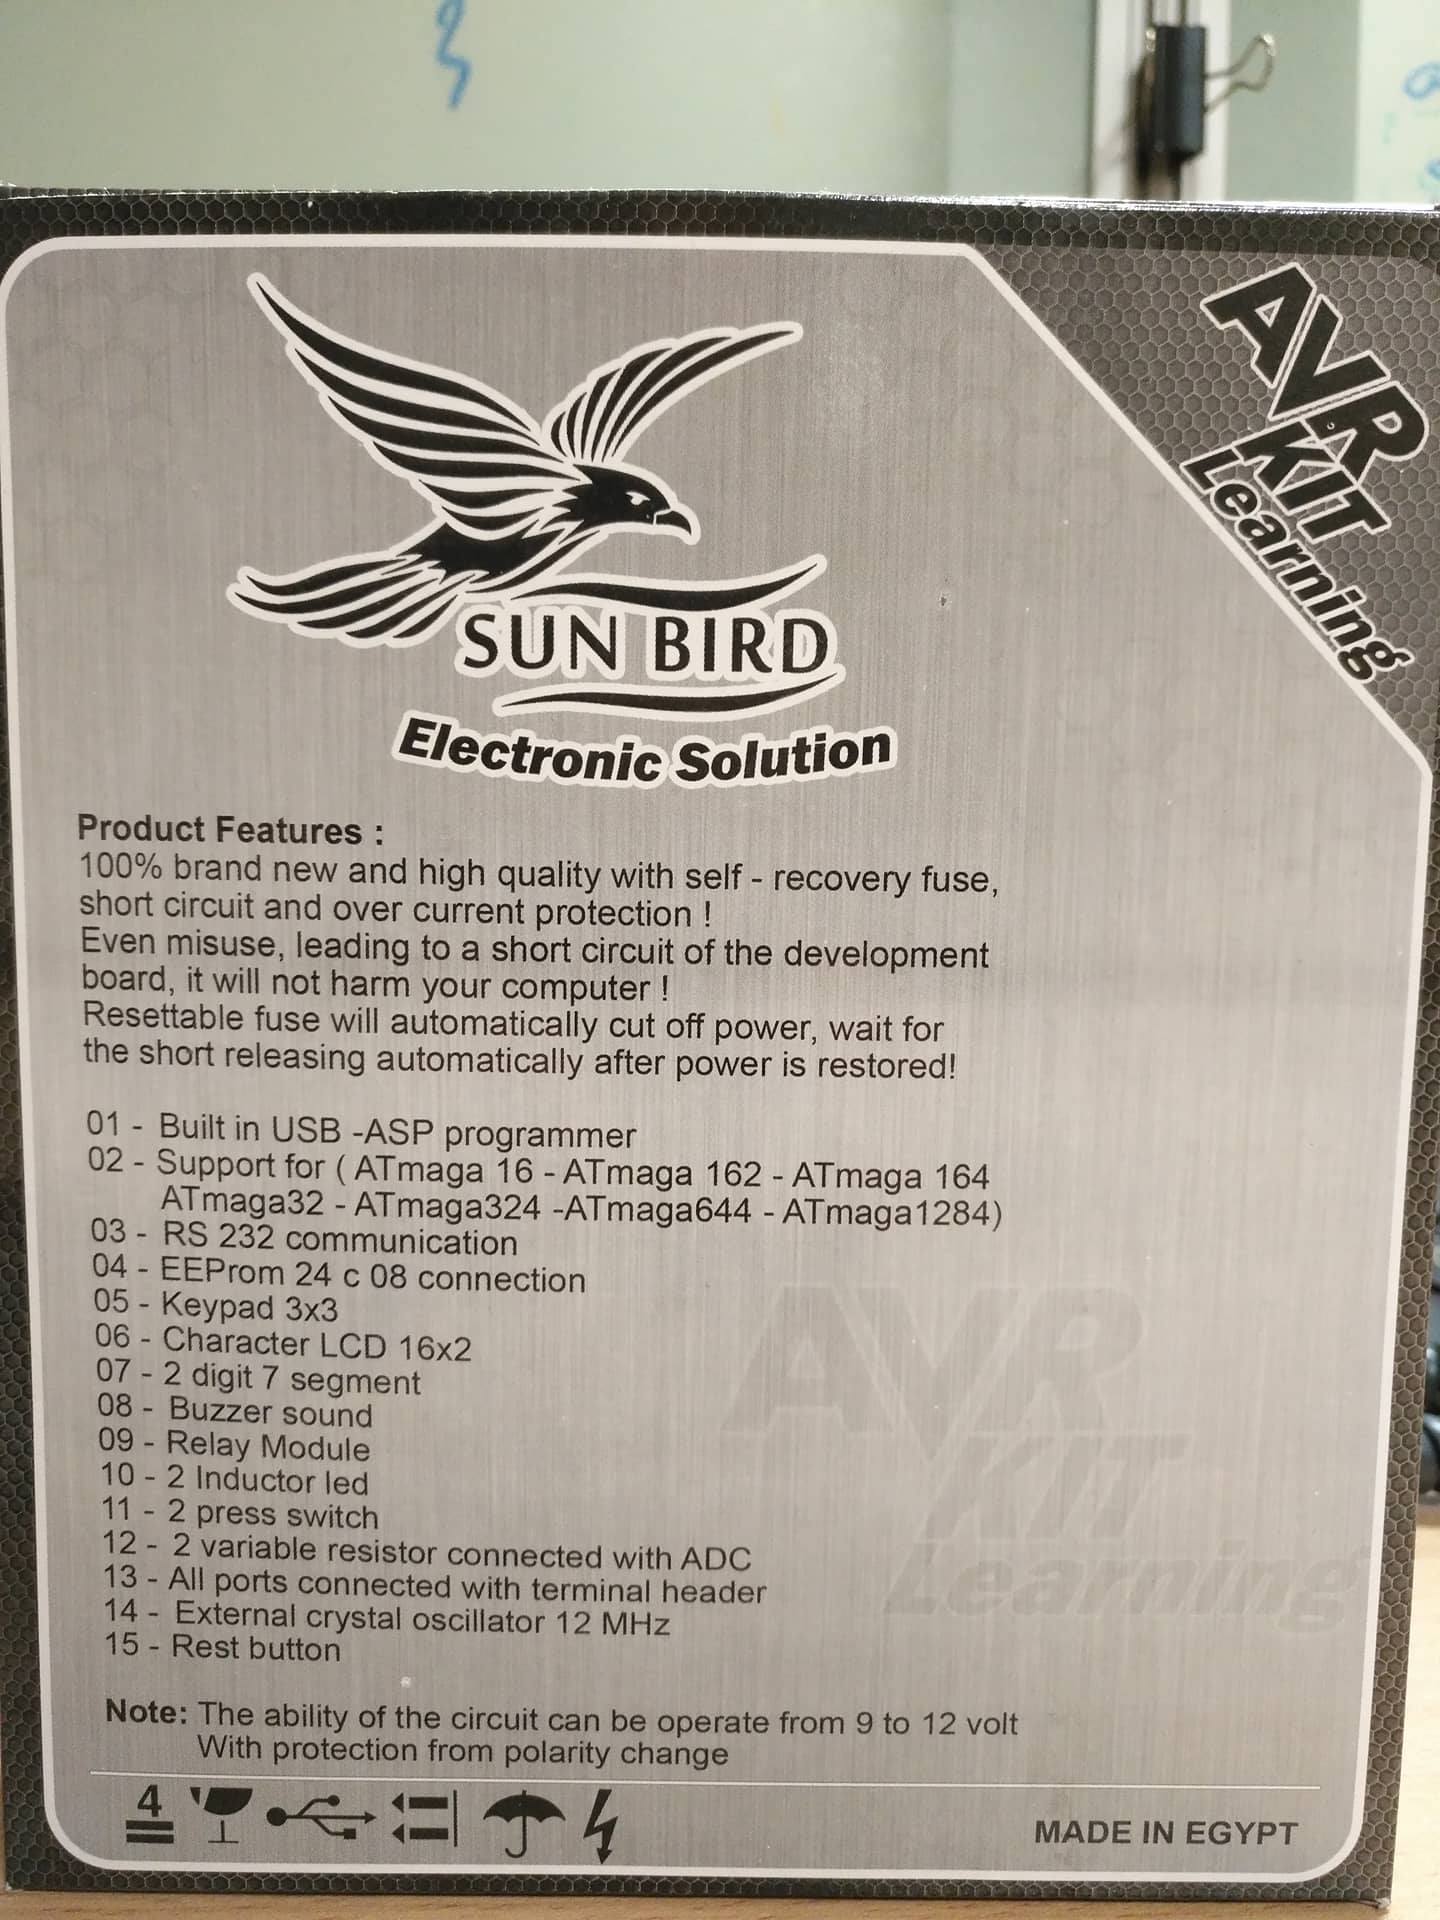 AVR
KIT
Learning
SUN BIRD
Electronic Solution
Product Features :
100% brand new and high quality with self - recovery fuse,
short circuit and over current protection !
Even misuse, leading to a short circuit of the development
board, it will not harm your computer !
Resettable fuse will automatically cut off power, wait for
the short releasing automatically after power is restored!
01 - Built in USB -ASP programmer
02 - Support for ( ATmaga 16 - ATmaga 162 - ATmaga 164
ATmaga32 - ATmaga324 -ATmaga644 - ATmaga1284)
03 - RS 232 communication
04 - EEProm 24 c 08 connection
05 - Keypad 3x3
06 - Character LCD 16x2
07 - 2 digit 7 segment
08 - Buzzer sound
09 - Relay Module
10 - 2 Inductor led
11 - 2 press switch
12 - 2 variable resistor connected with ADC
13 - All ports connected with terminal header
14 - External crystal oscillator 12 MHz
15 - Rest button
AVR
KIT
Learning
Note: The ability of the circuit can be operate from 9 to 12 volt
With protection from polarity change
4
MADE IN EGYPT